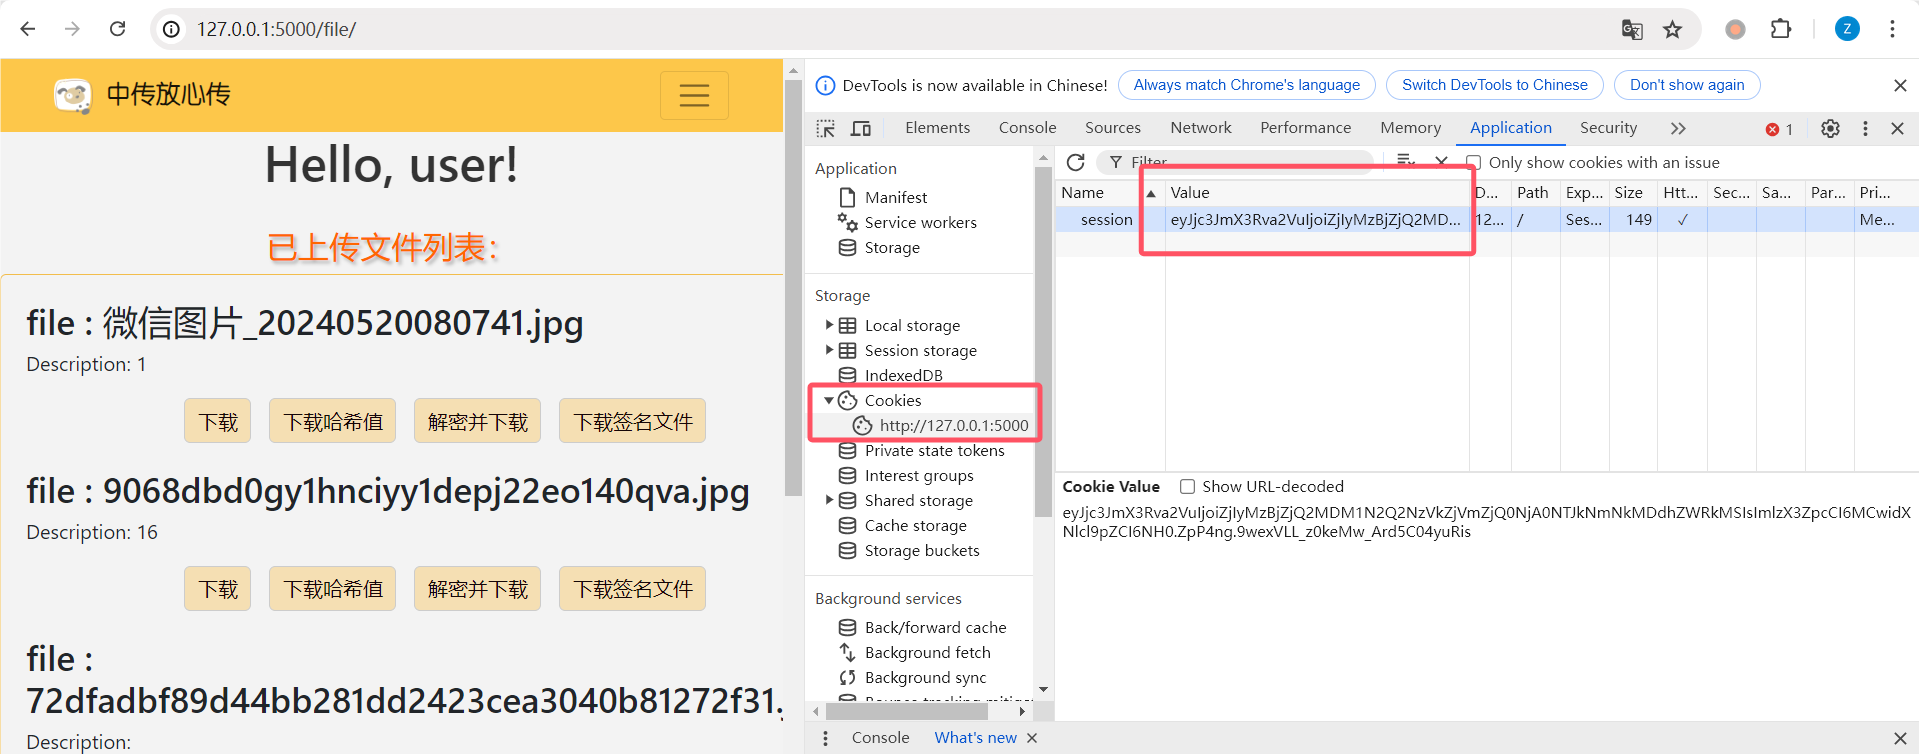 127.0.0.1:5000/file/
Z
中传放心传
Hello, user!
已上传文件列表:
file : 微信图片_20240520080741.jpg
Description: 1
下载 下载哈希值 解密并下载 下载签名文件
file : 9068dbd0gy1hnciyy1depj22eo140qva.jpg
Description: 16
下载 下载哈希值 解密并下载 下载签名文件
file :
72dfadbf89d44bb281dd2423cea3040b81272f31.
Description:
DevTools is now available in Chinese! Always match Chrome's language Switch DevTools to Chinese Don't show again
Elements Console Sources Network Performance Memory Application Security 1
Application
Manifest
Service workers
Storage
Storage
Local storage
Session storage
IndexedDB
Cookies
http://127.0.0.1:5000
Private state tokens
Interest groups
Shared storage
Cache storage
Storage buckets
Background services
Back/forward cache
Background fetch
Background sync
Filter Only show cookies with an issue
Name Value D... Path Exp... Size Htt... Sec... Sa... Par... Pri...
session eyJjc3JmX3Rva2VuIjoiZjIyMzBjZjQ2MD... 12... / Ses... 149 ✓ Me...
Cookie Value Show URL-decoded
eyJjc3JmX3Rva2VuIjoiZjIyMzBjZjQ2MDM1N2Q2NzVkZjVmZjQ0NjA0NTJkNmNkMDdhZWRkMSIsImlzX3ZpcCI6MCwidX
Nlcl9pZCI6NH0.ZpP4ng.9wexVLL_z0keMw_Ard5C04yuRis
Console What's new